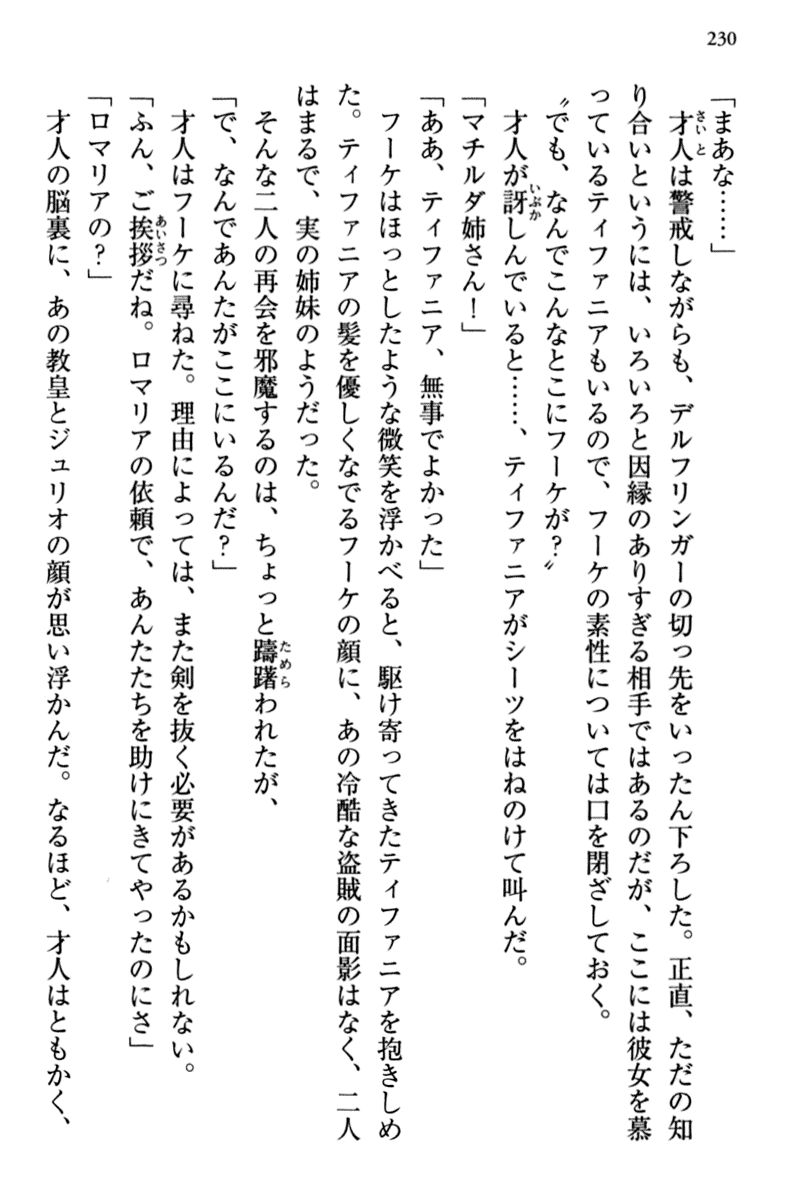 230
「まあな……」
　才人は警戒しながらも、デルフリンガーの切っ先をいったん下ろした。正直、ただの知
り合いというには、いろいろと因縁のありすぎる相手ではあるのだが、ここには彼女を慕
っているティファニアもいるので、フーケの素性については口を閉ざしておく。
〝でも、なんでこんなとこにフーケが？〟
　才人が訝しんでいると……、ティファニアがシーツをはねのけて叫んだ。
「マチルダ姉さん！」
「ああ、ティファニア、無事でよかった」
　フーケはほっとしたような微笑を浮かべると、駆け寄ってきたティファニアを抱きしめ
た。ティファニアの髪を優しくなでるフーケの顔に、あの冷酷な盗賊の面影はなく、二人
はまるで、実の姉妹のようだった。
　そんな二人の再会を邪魔するのは、ちょっと躊躇われたが、
「で、なんであんたがここにいるんだ？」
　才人はフーケに尋ねた。理由によっては、また剣を抜く必要があるかもしれない。
「ふん、ご挨拶だね。ロマリアの依頼で、あんたたちを助けにきてやったのにさ」
「ロマリアの？」
　才人の脳裏に、あの教皇とジュリオの顔が思い浮かんだ。なるほど、才人はともかく、